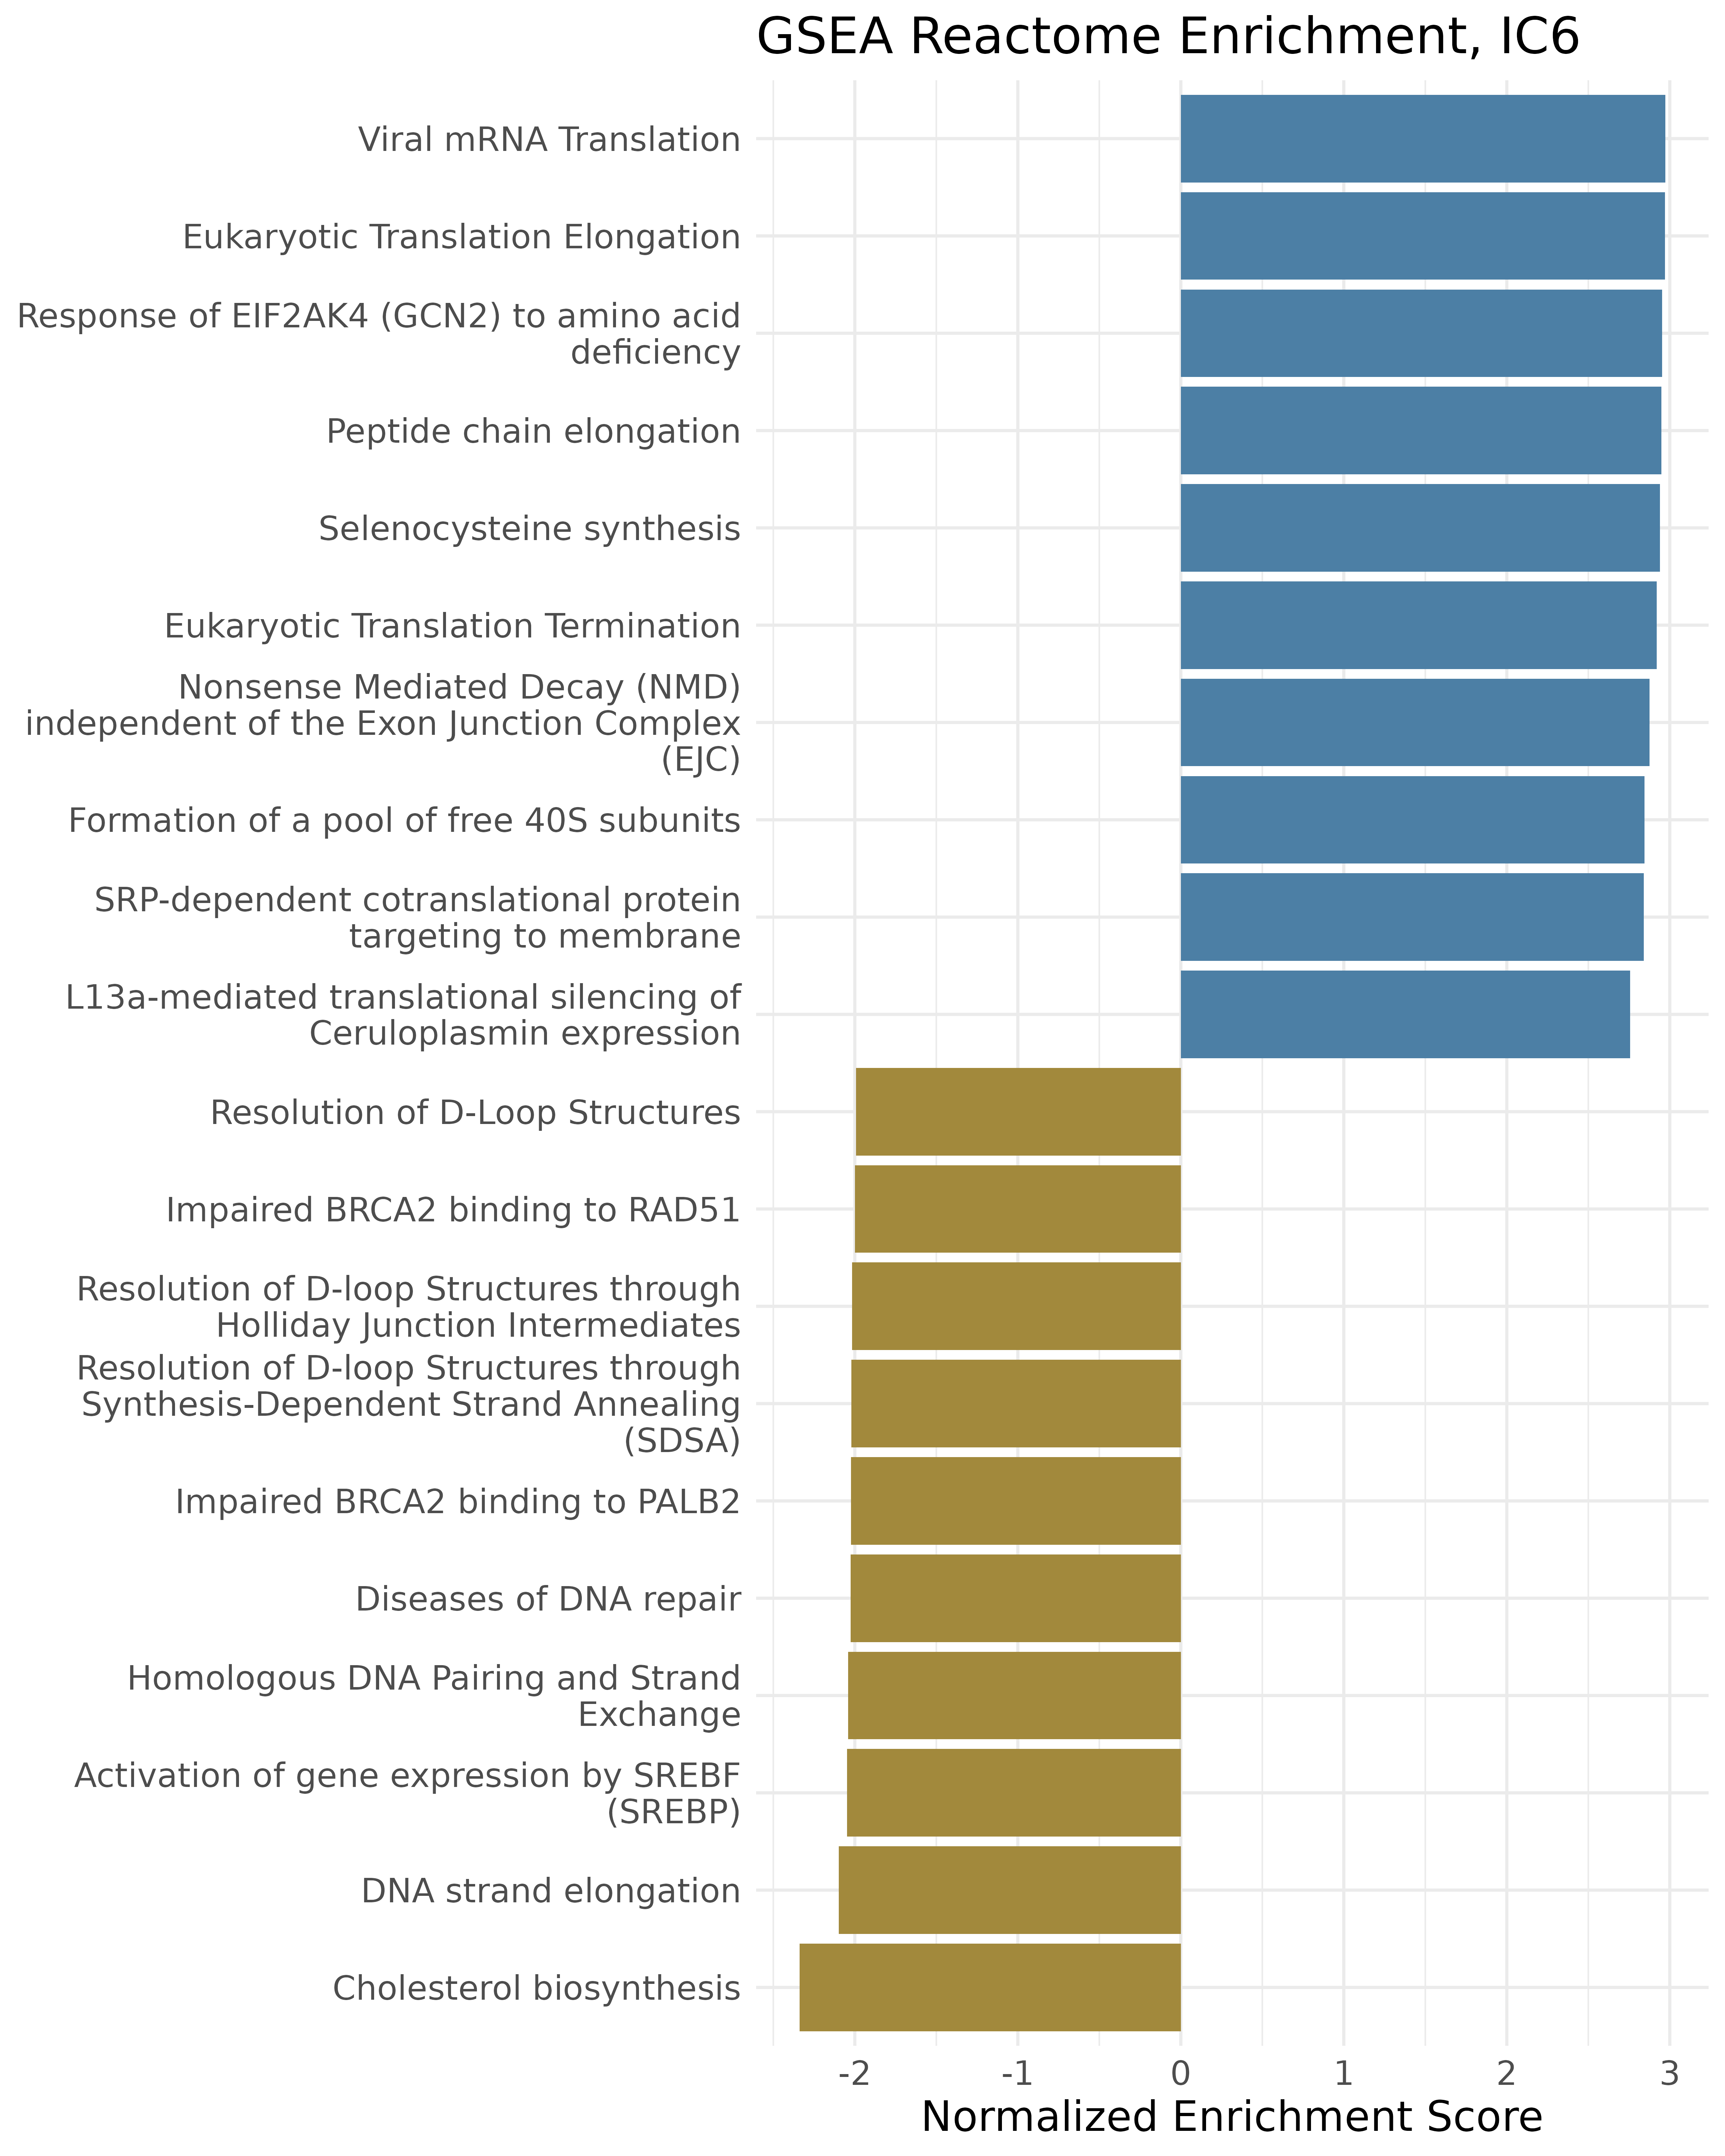 GSEA Reactome Enrichment, IC6
Viral mRNA Translation
Eukaryotic Translation Elongation
Response of EIF2AK4 (GCN2) to amino acid
deficiency
Peptide chain elongation
Selenocysteine synthesis
Eukaryotic Translation Termination
Nonsense Mediated Decay (NMD)
independent of the Exon Junction Complex
(EJC)
Formation of a pool of free 40S subunits
SRP-dependent cotranslational protein
targeting to membrane
L13a-mediated translational silencing of
Ceruloplasmin expression
Resolution of D-Loop Structures
Impaired BRCA2 binding to RAD51
Resolution of D-loop Structures through
Holliday Junction Intermediates
Resolution of D-loop Structures through
Synthesis-Dependent Strand Annealing
(SDSA)
Impaired BRCA2 binding to PALB2
Diseases of DNA repair
Homologous DNA Pairing and Strand
Exchange
Activation of gene expression by SREBF
(SREBP)
DNA strand elongation
Cholesterol biosynthesis
-2 -1 0 1 2 3
Normalized Enrichment Score